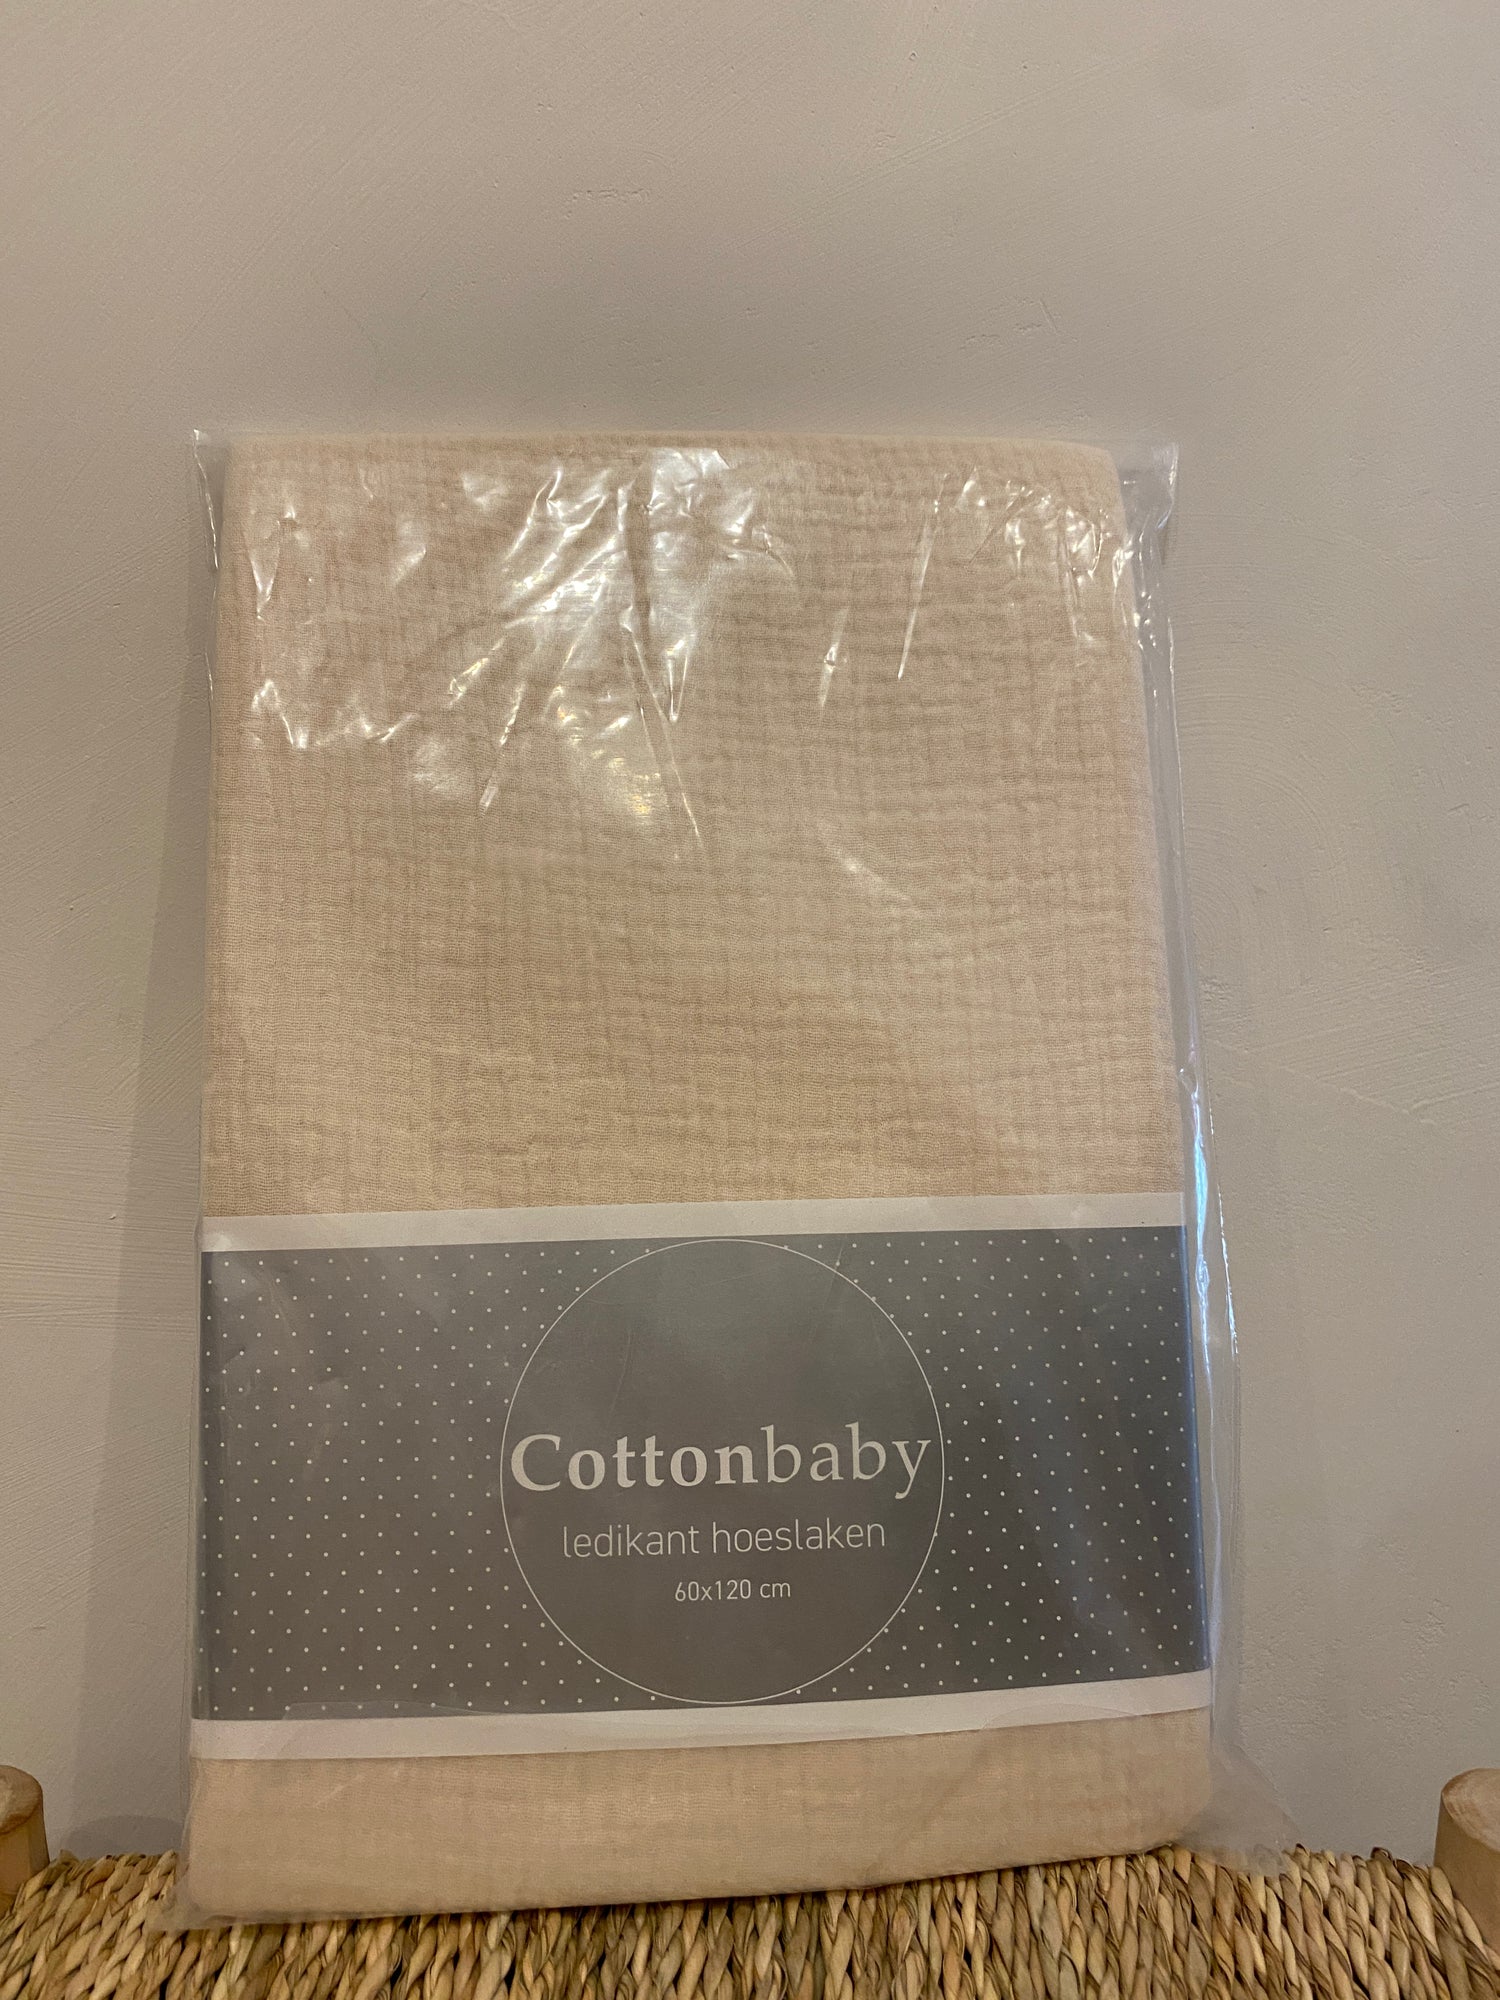 Cottonbaby
ledikant hoeslaken
60x120 cm